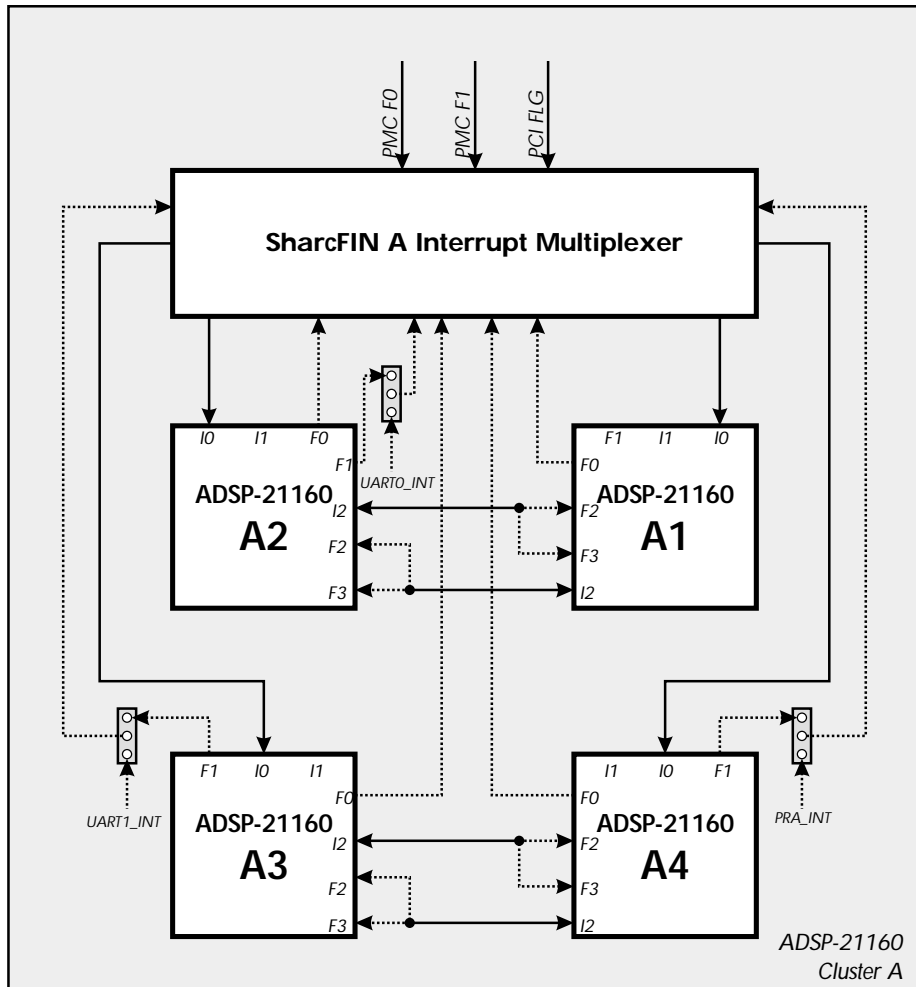 PMC F0
PMC F1
PCI FLG
SharcFIN A Interrupt Multiplexer
I0 I1 F0
F1
ADSP-21160
A2
I2
F2
F3
UART0_INT
F1 I1 I0
F0
ADSP-21160
A1
F2
F3
I2
F1 I0 I1
F0
ADSP-21160
A3
I2
F2
F3
UART1_INT
I1 I0 F1
F0
ADSP-21160
A4
F2
F3
I2
PRA_INT
ADSP-21160
Cluster A